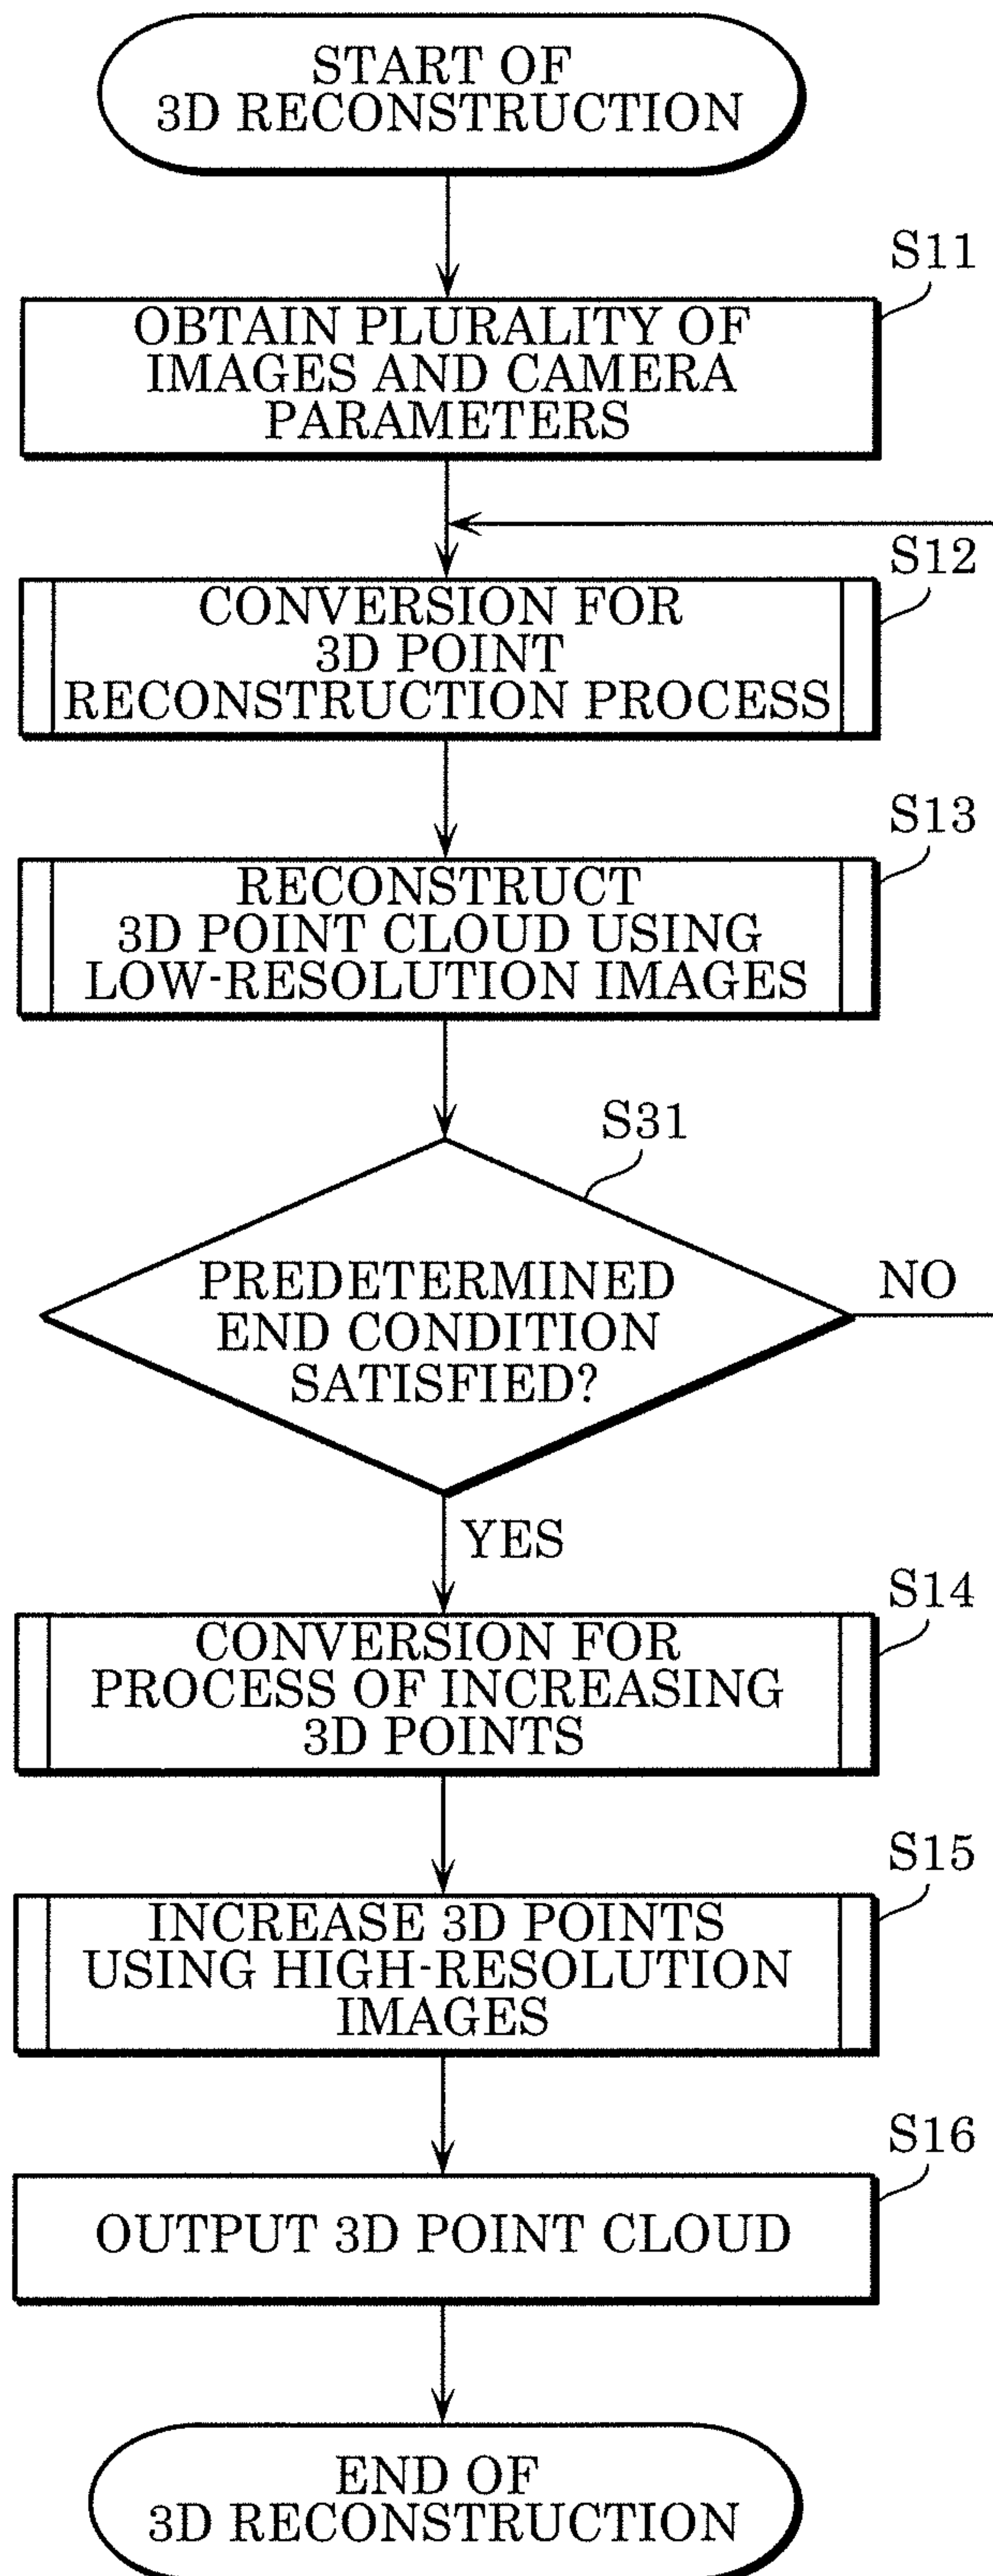 START OF
3D RECONSTRUCTION
S11
OBTAIN PLURALITY OF
IMAGES AND CAMERA
PARAMETERS
S12
CONVERSION FOR
3D POINT
RECONSTRUCTION PROCESS
S13
RECONSTRUCT
3D POINT CLOUD USING
LOW-RESOLUTION IMAGES
S31
PREDETERMINED
END CONDITION
SATISFIED?
NO
YES
S14
CONVERSION FOR
PROCESS OF INCREASING
3D POINTS
S15
INCREASE 3D POINTS
USING HIGH-RESOLUTION
IMAGES
S16
OUTPUT 3D POINT CLOUD
END OF
3D RECONSTRUCTION